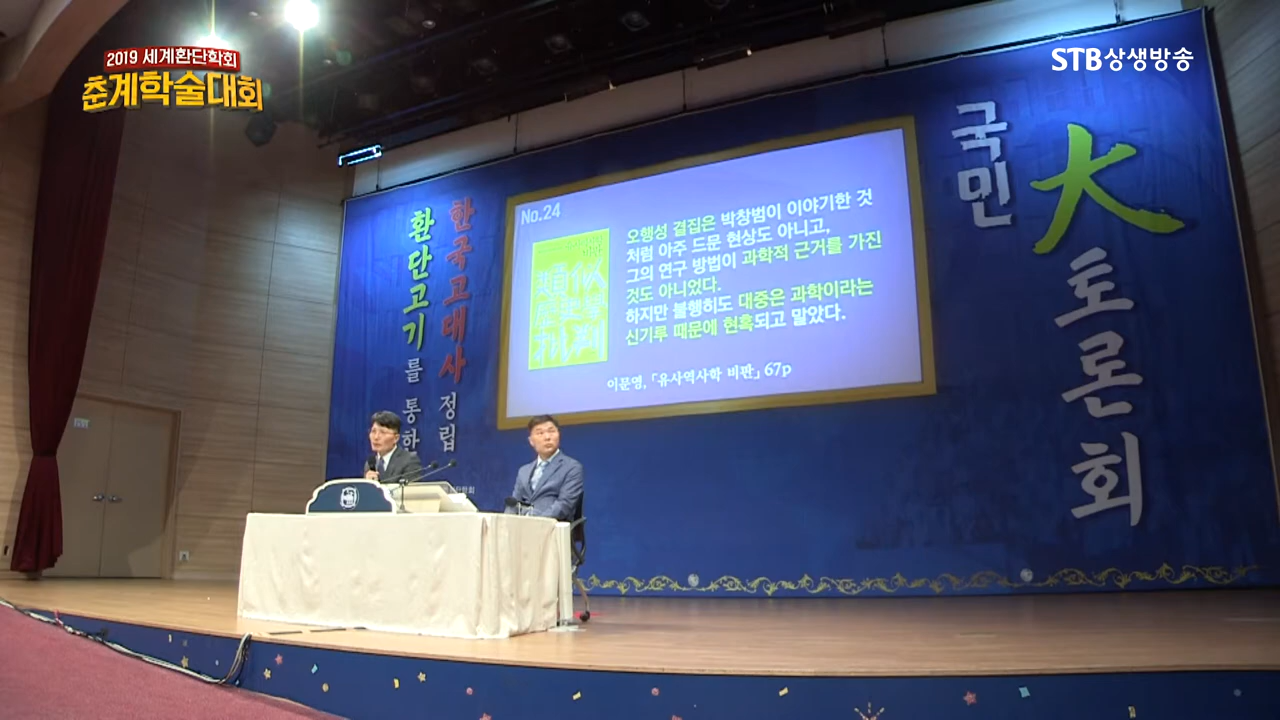 2019 세계환단학회
춘계학술대회
STB상생방송
국민
大
토론회
한국고대사 정립
환단고기를 통한
No.24
오행성 결집은 박창범이 이야기한 것
처럼 아주 드문 현상도 아니고,
그의 연구 방법이 과학적 근거를 가진
것도 아니었다.
하지만 불행히도 대중은 과학이라는
신기루 때문에 현혹되고 말았다.
이문영, 「유사역사학 비판」 67p